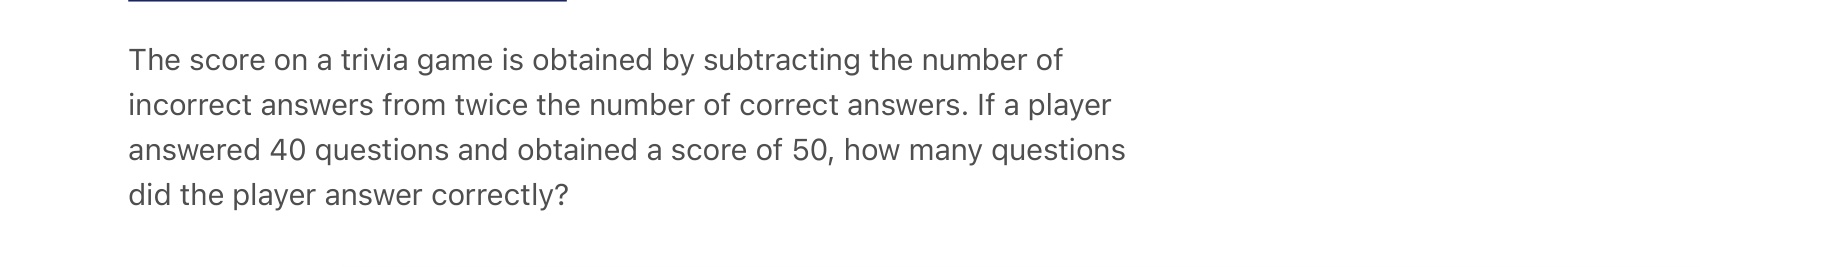 The score on a trivia game is obtained by subtracting the number of
incorrect answers from twice the number of correct answers. If a player
answered 40 questions and obtained a score of 50, how many questions
did the player answer correctly?